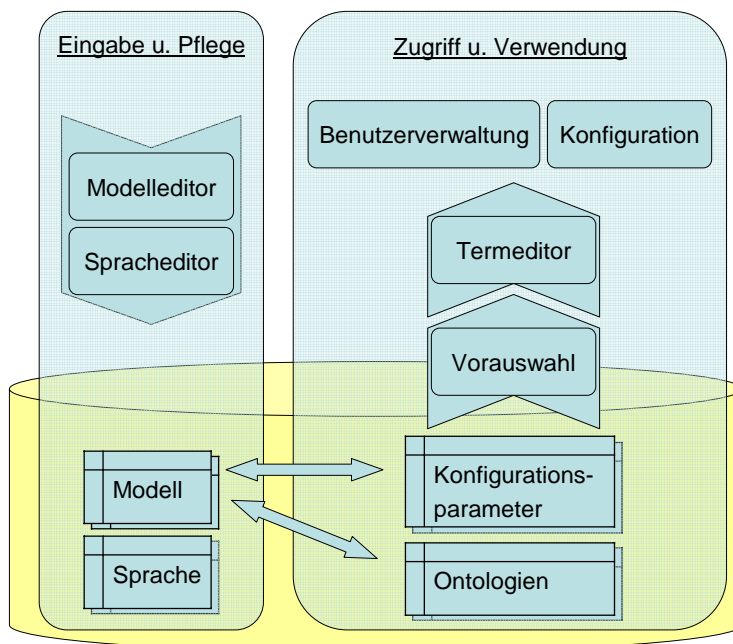 Eingabe u. Pflege
Modelleditor
Spracheditor
Modell
Sprache
Zugriff u. Verwendung
Benutzerverwaltung
Konfiguration
Termeditor
Vorauswahl
Konfigurations-
parameter
Ontologien